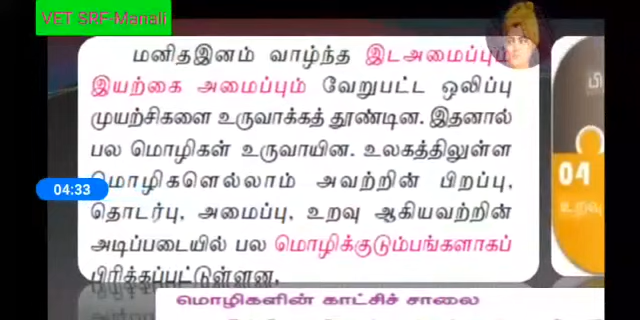 VET SRF-Manali
மனிதஇனம் வாழ்ந்த இடஅமைப்பும்
இயற்கை அமைப்பும் வேறுபட்ட ஒலிப்பு
முயற்சிகளை உருவாக்கத் தூண்டின. இதனால்
பல மொழிகள் உருவாயின. உலகத்திலுள்ள
04:33 மொழிகளெல்லாம் அவற்றின் பிறப்பு,
தொடர்பு, அமைப்பு, உறவு ஆகியவற்றின்
அடிப்படையில் பல மொழிக்குடும்பங்களாகப்
பிரிக்கப்பட்டுள்ளன.
பி
04
உறவு
மொழிகளின் காட்சிச் சாலை